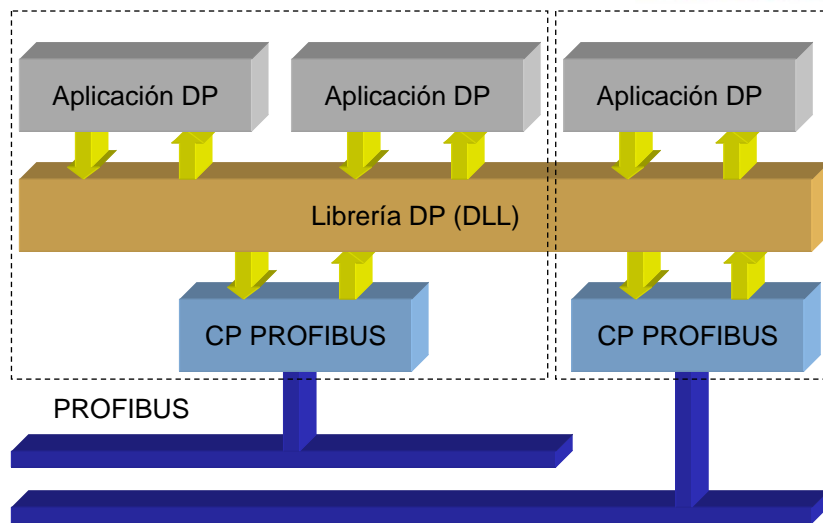 Aplicación DP
Aplicación DP
Aplicación DP
Librería DP (DLL)
CP PROFIBUS
CP PROFIBUS
PROFIBUS